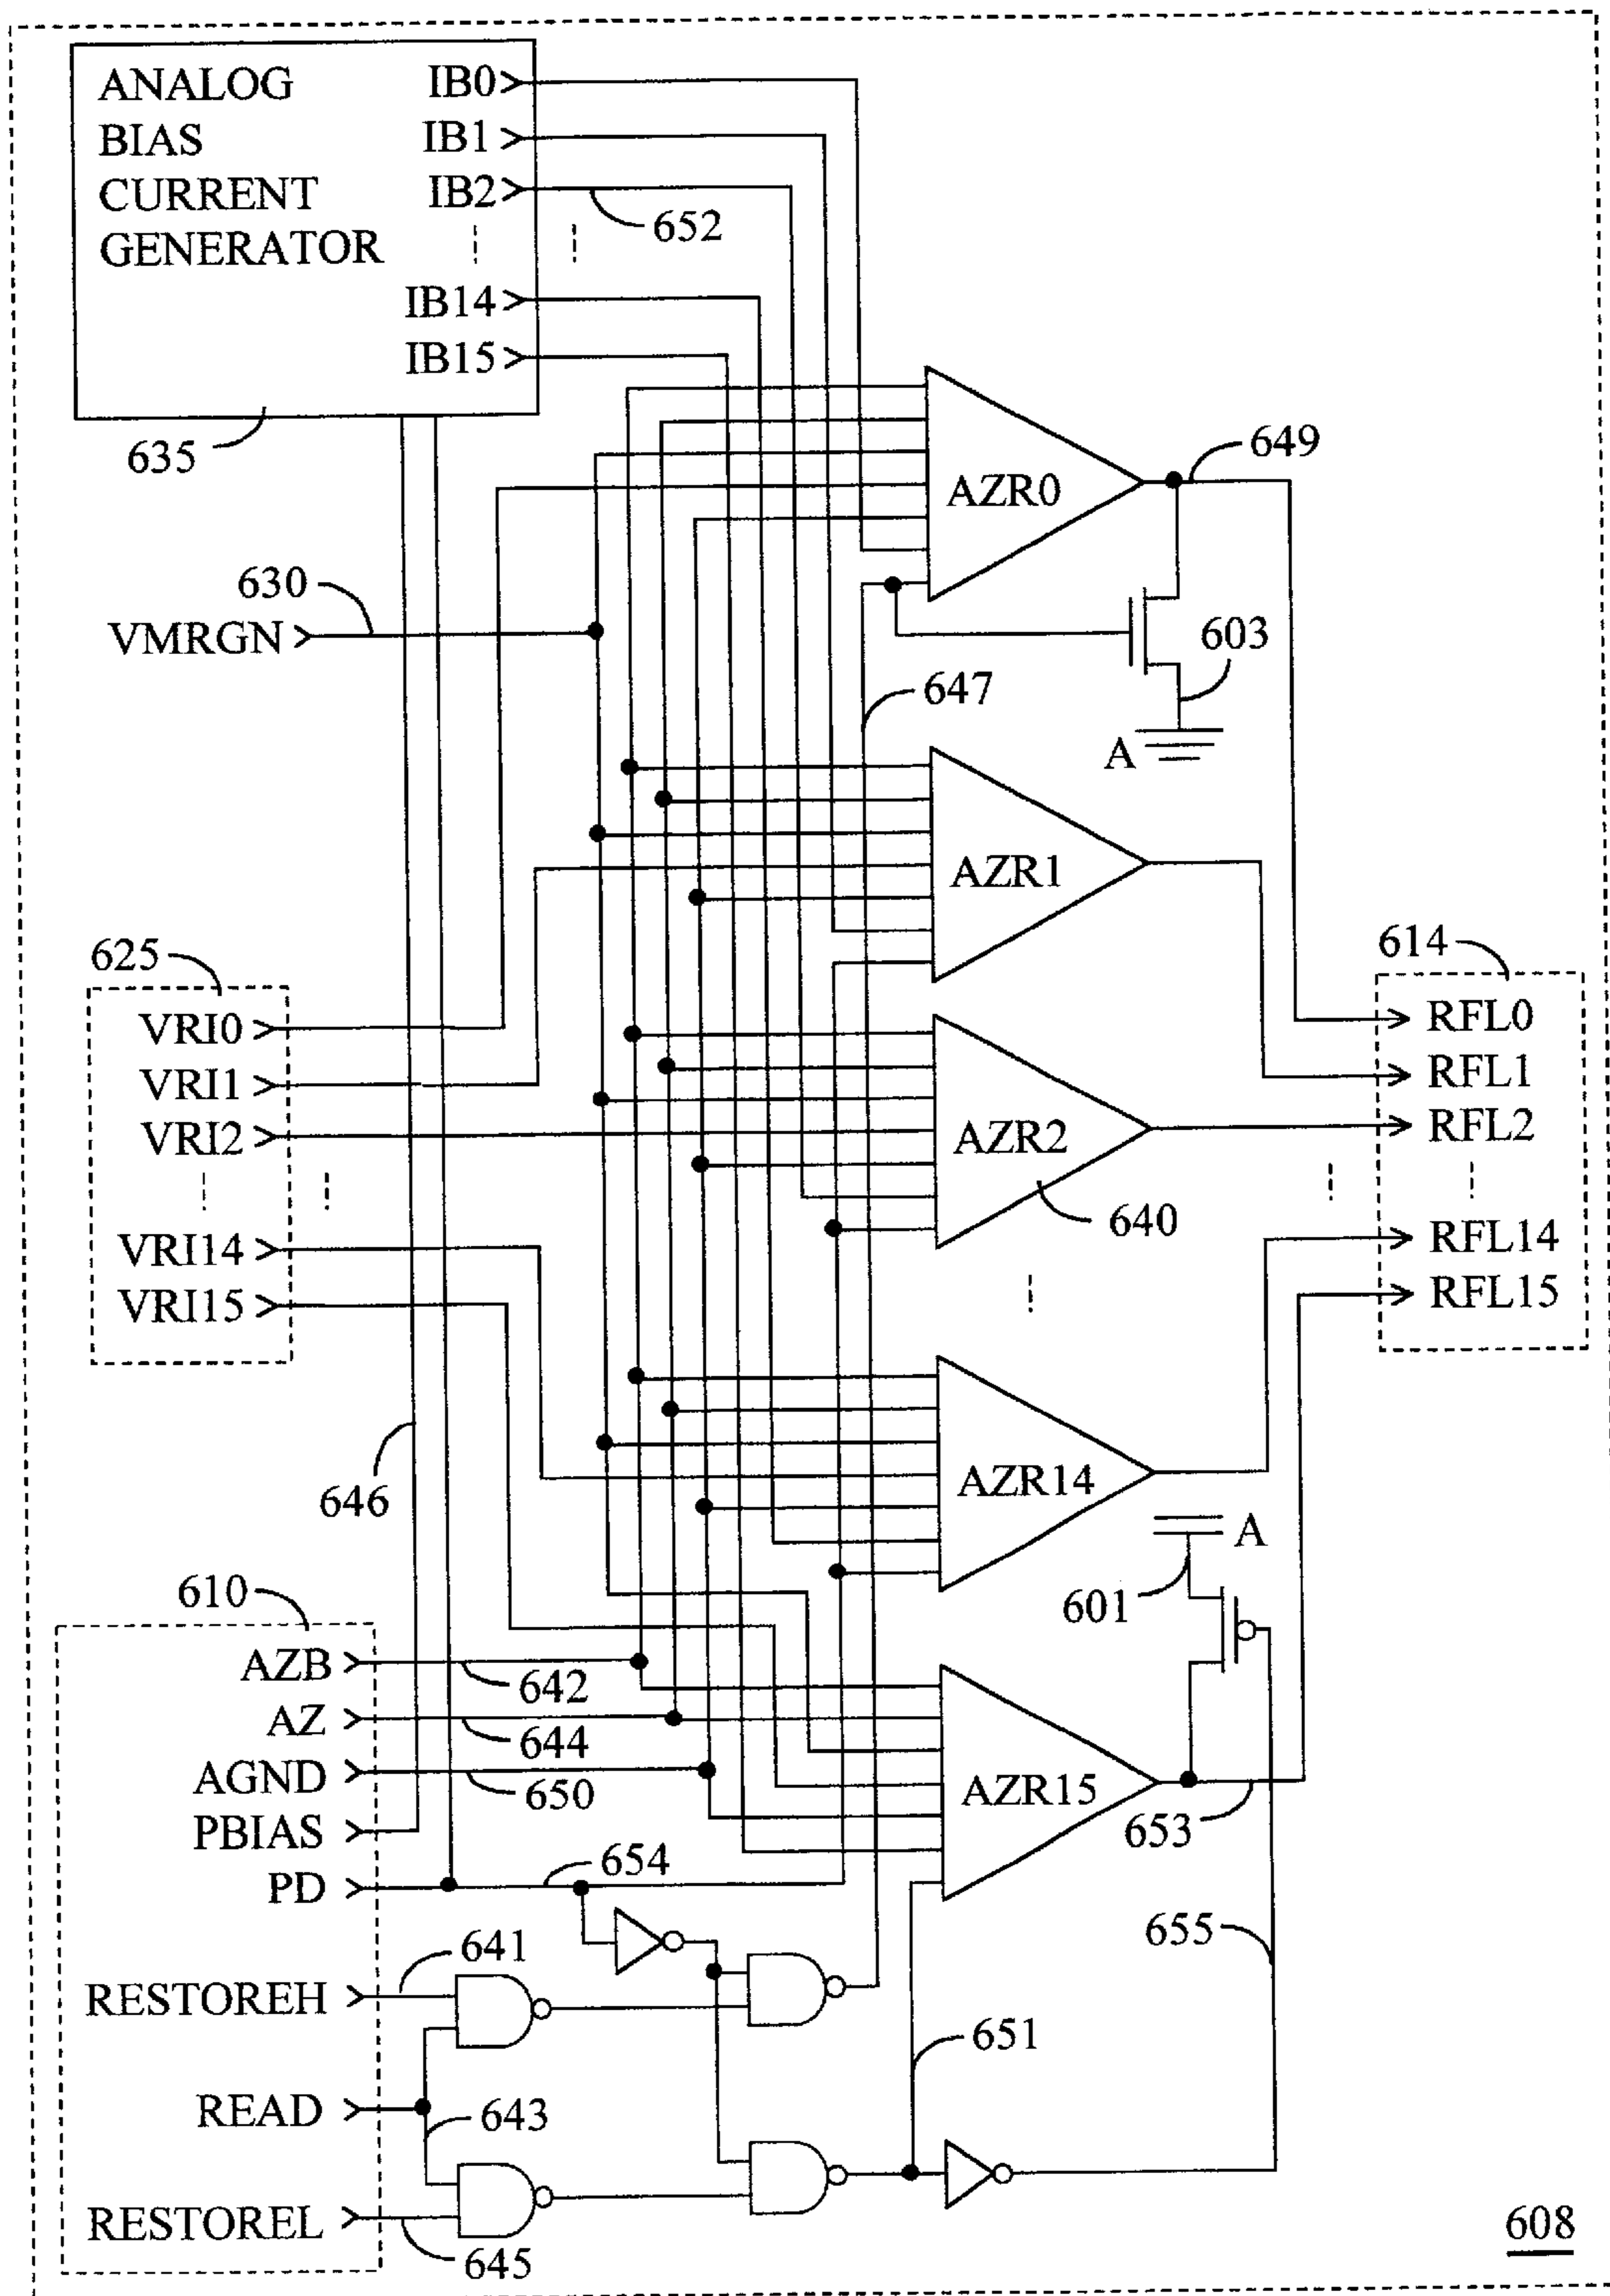 ANALOG
BIAS
CURRENT
GENERATOR
IB0
IB1
IB2
IB14
IB15
652
635
AZR0
649
630
VMRGN
603
647
A
AZR1
625
VRI0
VRI1
VRI2
VRI14
VRI15
614
RFL0
RFL1
RFL2
RFL14
RFL15
AZR2
640
646
AZR14
A
601
610
AZB
642
AZ
644
AGND
650
PBIAS
PD
654
AZR15
653
655
641
RESTOREH
READ
643
651
RESTOREL
645
608